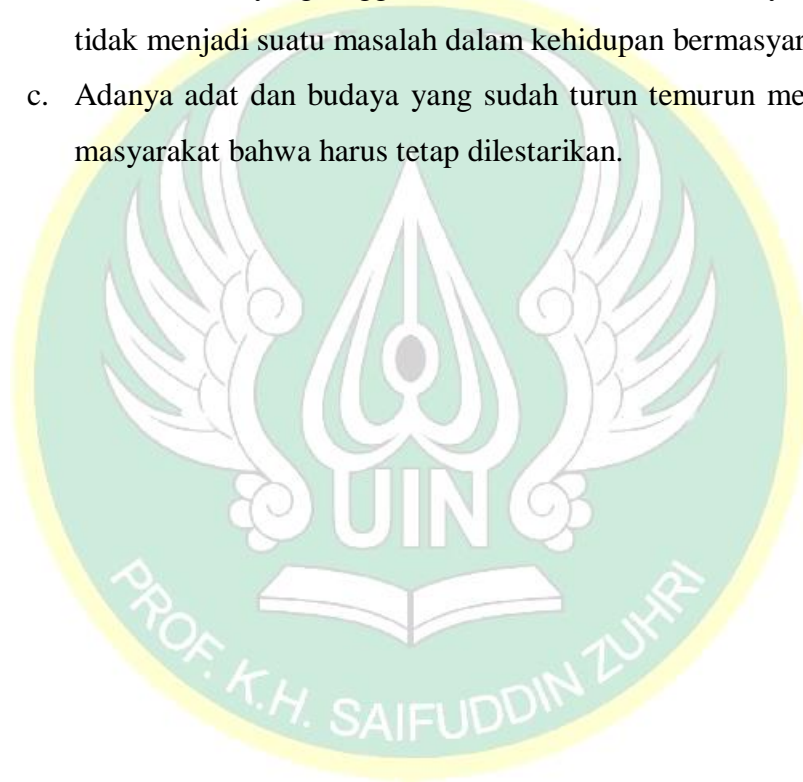 tidak menjadi suatu masalah dalam kehidupan bermasyar
c. Adanya adat dan budaya yang sudah turun temurun me
masyarakat bahwa harus tetap dilestarikan.
UIN
PROF. K.H. SAIFUDDIN ZUHRI